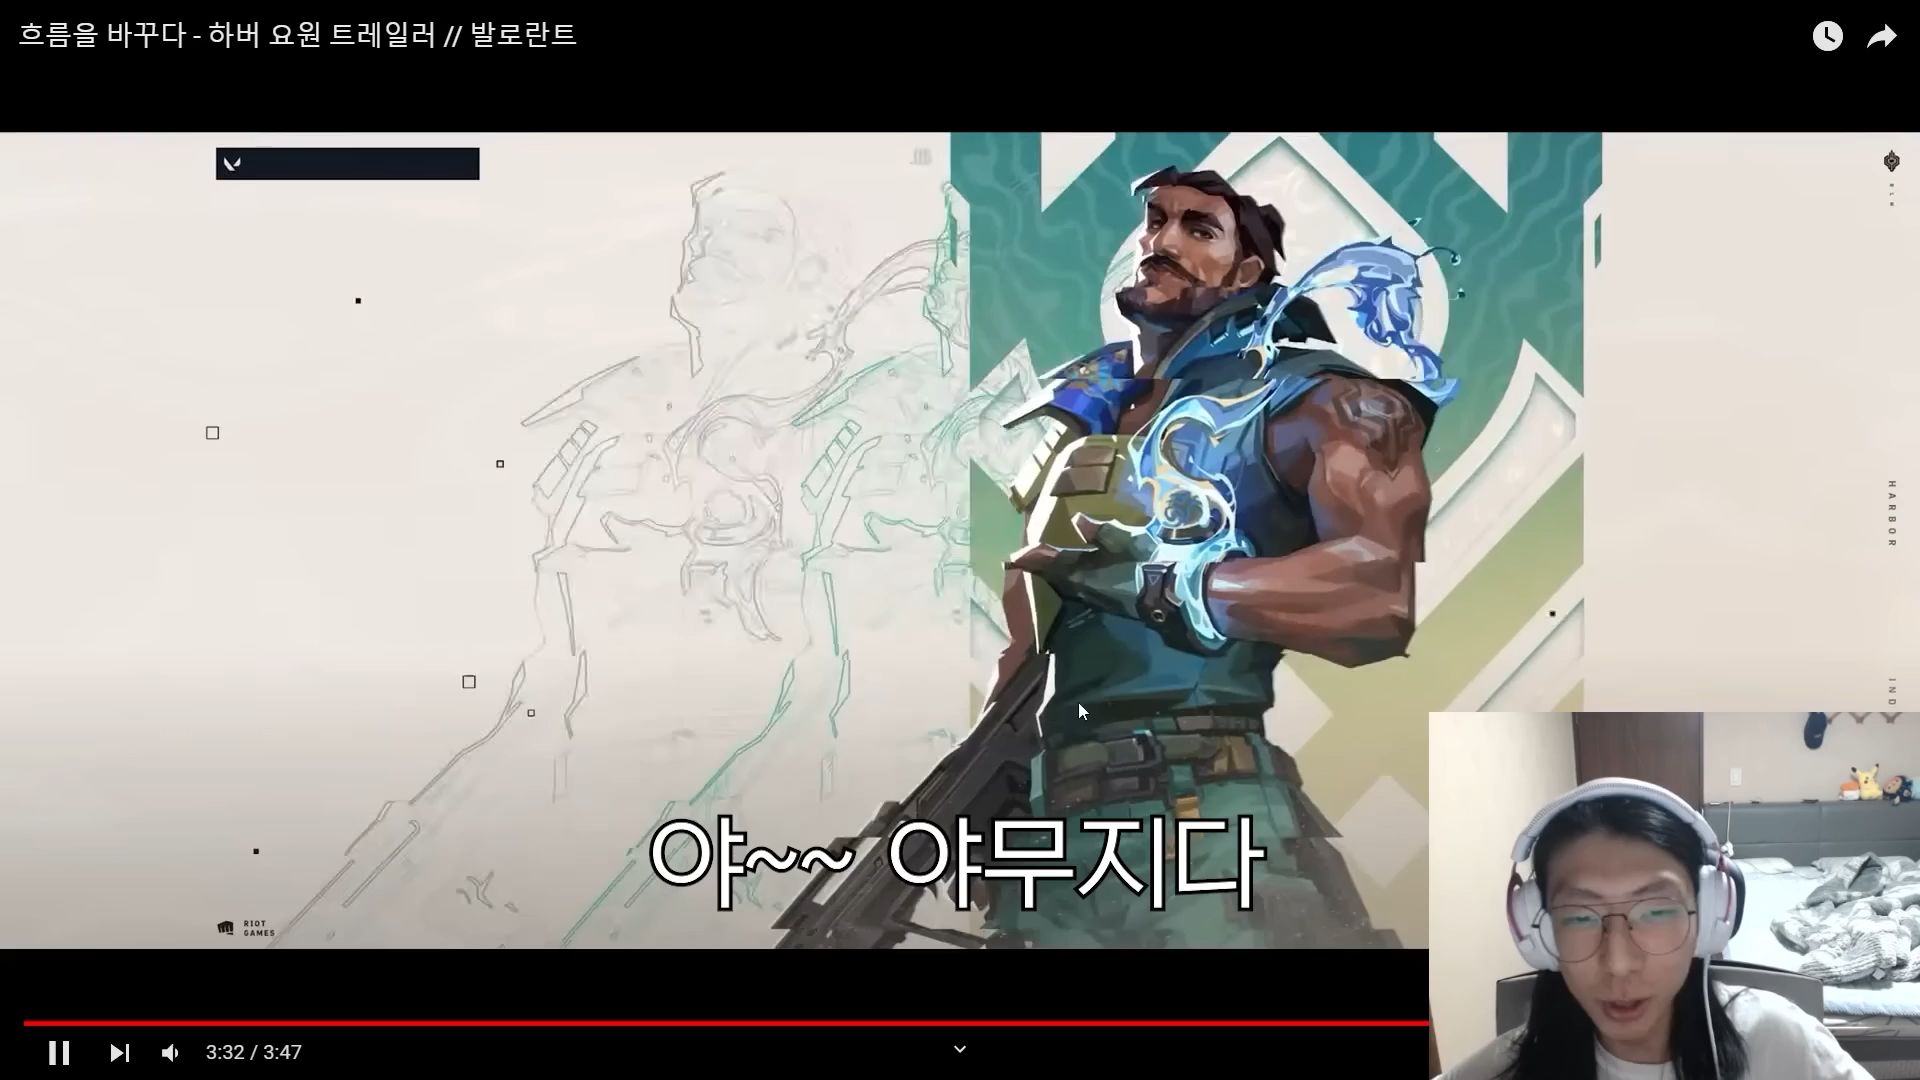 흐름을 바꾸다 - 하버 요원 트레일러 // 발로란트
HARBOR
IND
야~~ 야무지다
RIOT
GAMES
3:32 / 3:47